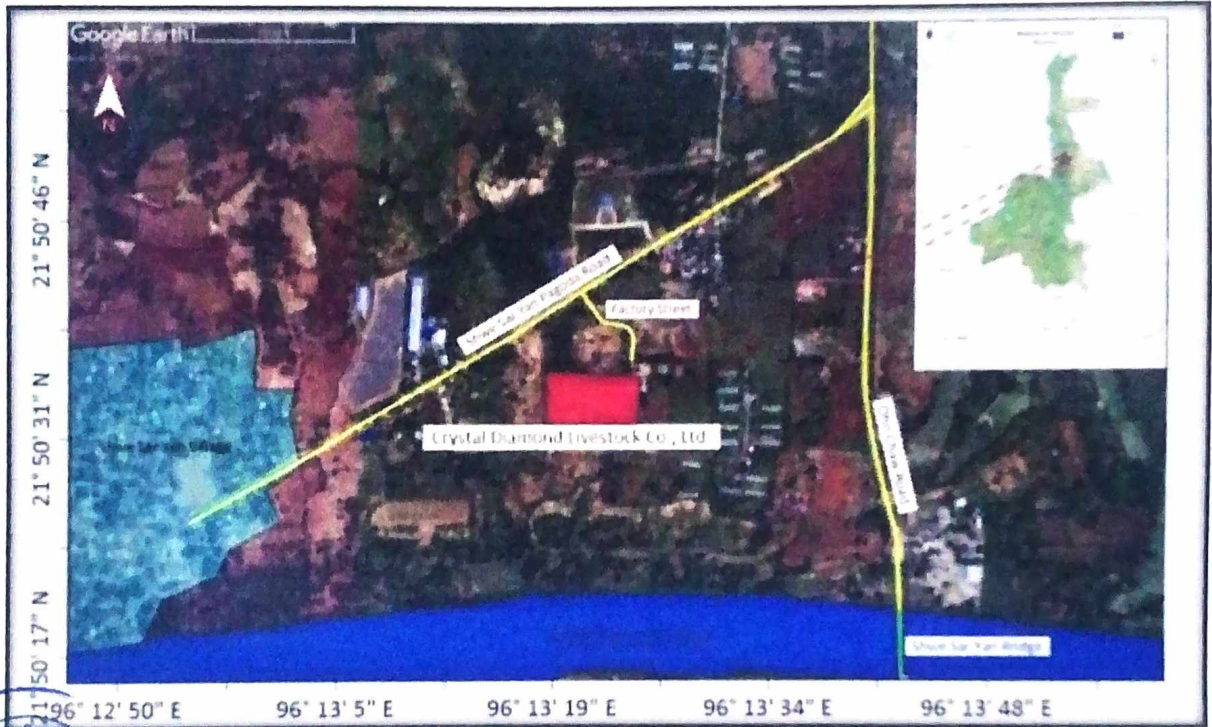 Google Earth
N
21° 50' 46" N
21° 50' 31" N
21° 50' 17" N
Shwe Sar Yan Pagoda Road
Factory Street
Crystal Diamond Livestock Co., Ltd.
Shwe Sar Yan Village
Road
Shwe Sar Yan Bridge
96° 12' 50" E
96° 13' 5" E
96° 13' 19" E
96° 13' 34" E
96° 13' 48" E